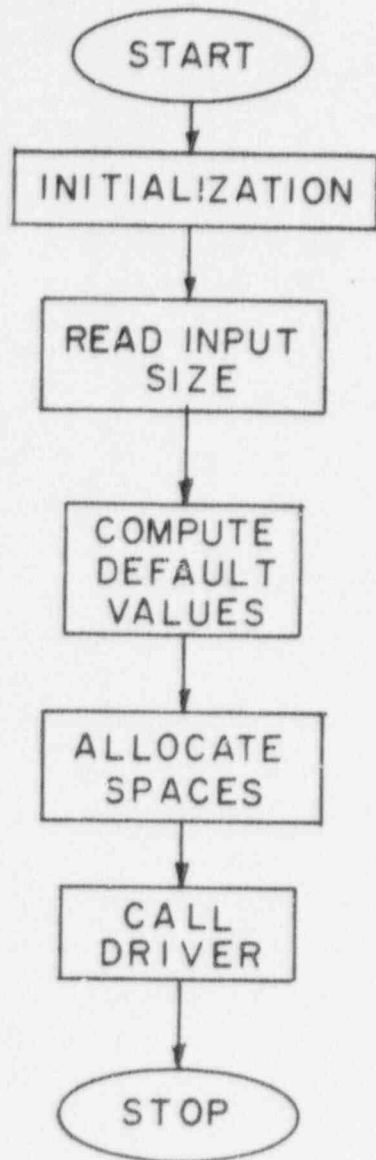 START
INITIALIZATION
READ INPUT
SIZE
COMPUTE
DEFAULT
VALUES
ALLOCATE
SPACES
CALL
DRIVER
STOP